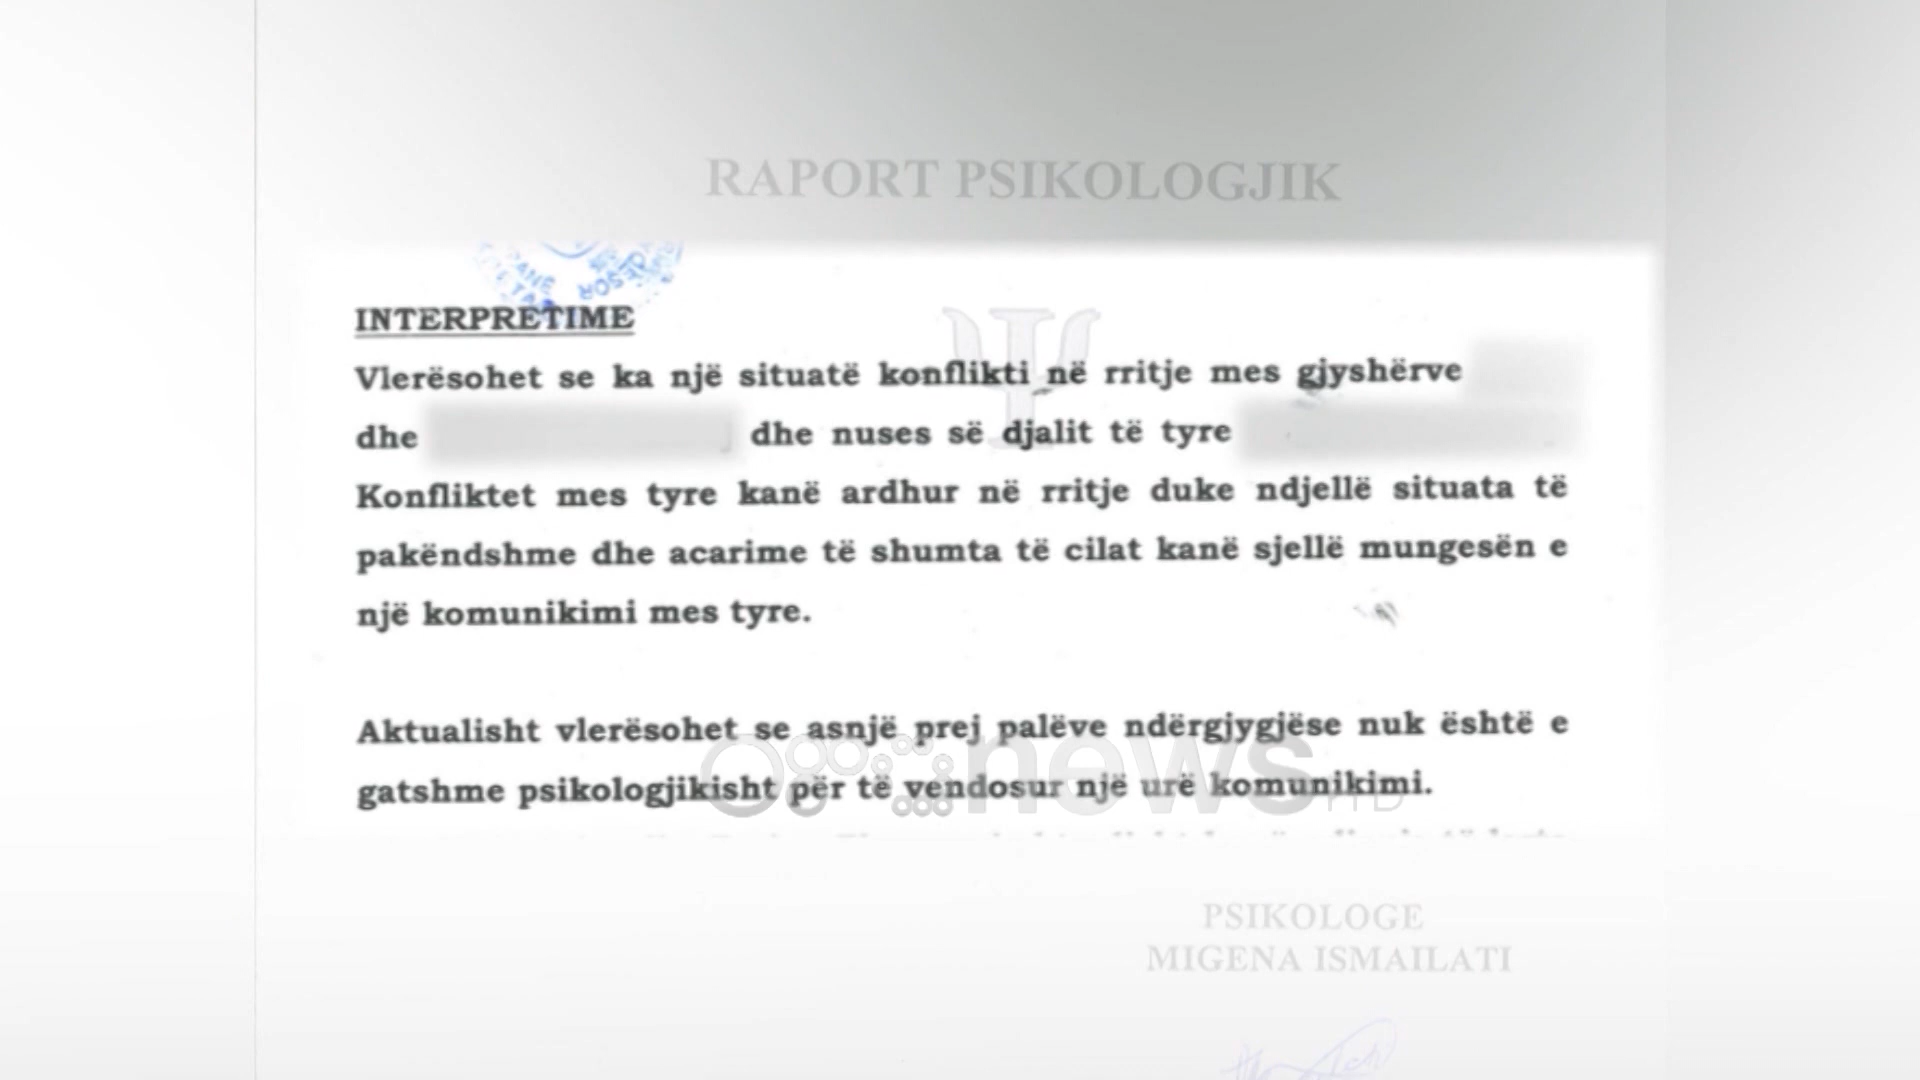 RAPORT PSIKOLOGJIK
INTERPRETIME
Vlerësohet se ka një situatë konflikti në rritje mes gjyshërve
dhe dhe nuses së djalit të tyre
Konfliktet mes tyre kanë ardhur në rritje duke ndjellë situata të
pakëndshme dhe acarime të shumta të cilat kanë sjellë mungesën e
një komunikimi mes tyre.
Aktualisht vlerësohet se asnjë prej palëve ndërgjygjëse nuk është e
gatshme psikologjikisht për të vendosur një urë komunikimi.
news HD
PSIKOLOGE
MIGENA ISMAILATI